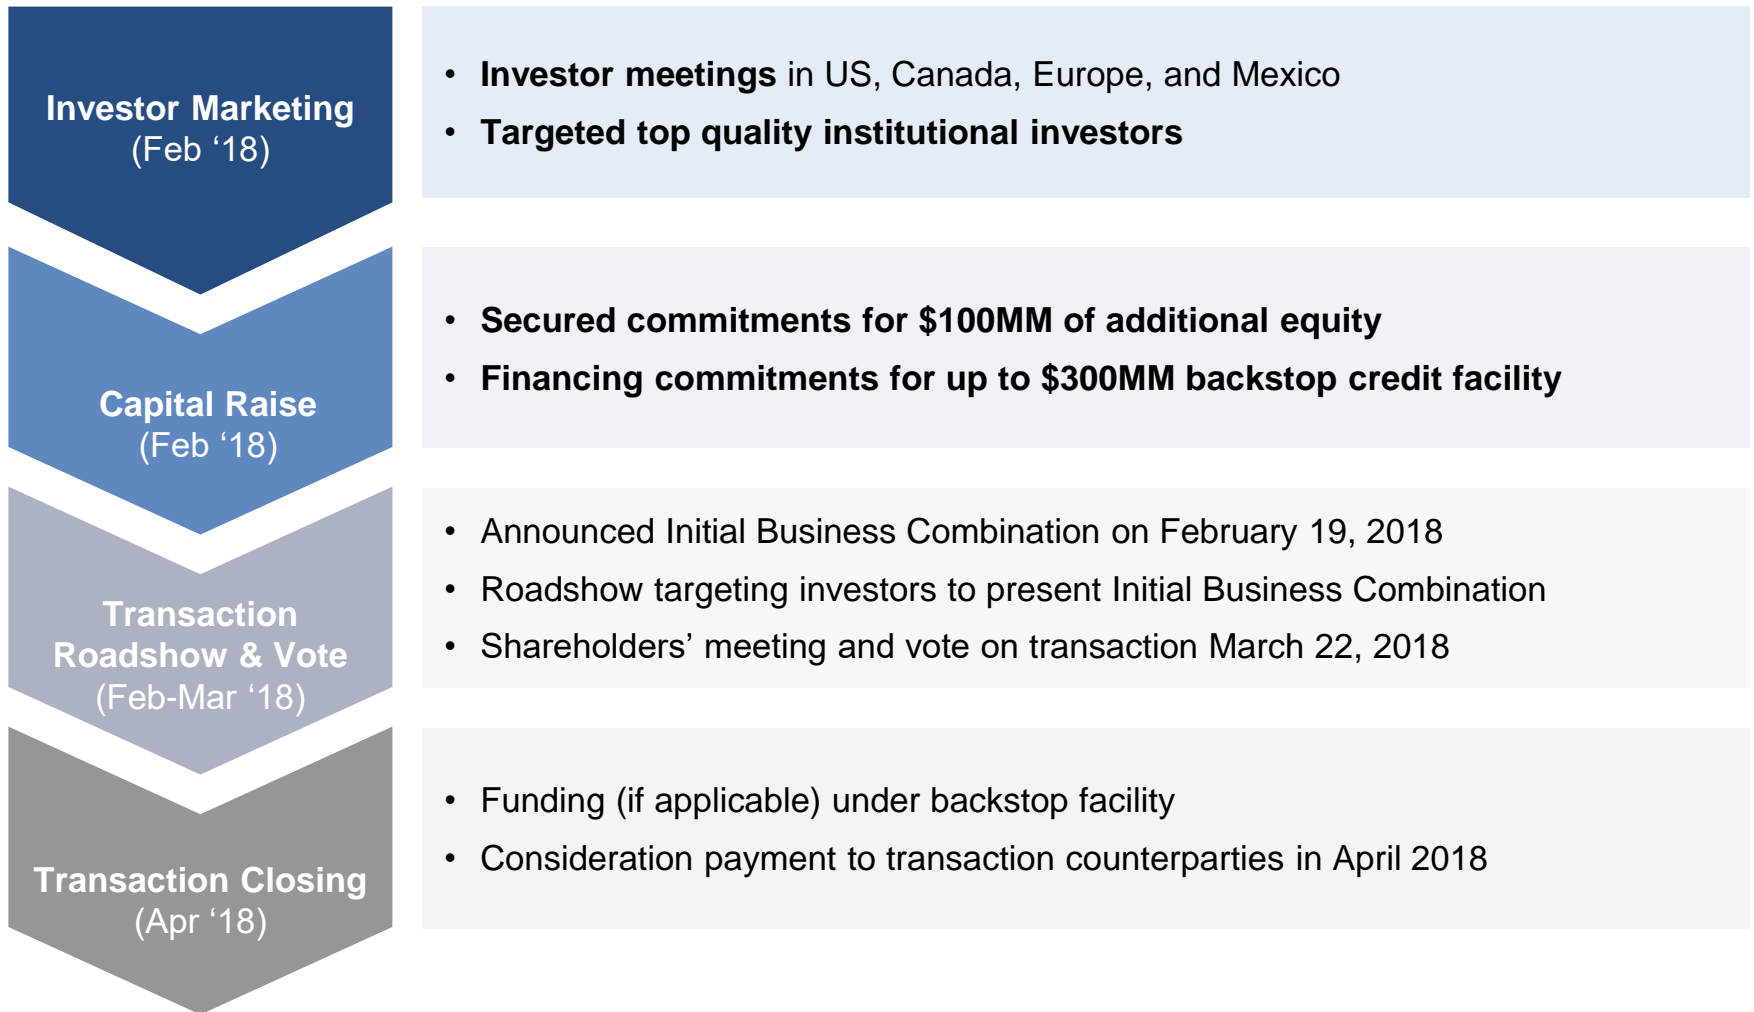 Investor Marketing
(Feb ‘18)
• Investor meetings in US, Canada, Europe, and Mexico
• Targeted top quality institutional investors
Capital Raise
(Feb ‘18)
• Secured commitments for $100MM of additional equity
• Financing commitments for up to $300MM backstop credit facility
Transaction
Roadshow & Vote
(Feb-Mar ‘18)
• Announced Initial Business Combination on February 19, 2018
• Roadshow targeting investors to present Initial Business Combination
• Shareholders’ meeting and vote on transaction March 22, 2018
Transaction Closing
(Apr ‘18)
• Funding (if applicable) under backstop facility
• Consideration payment to transaction counterparties in April 2018